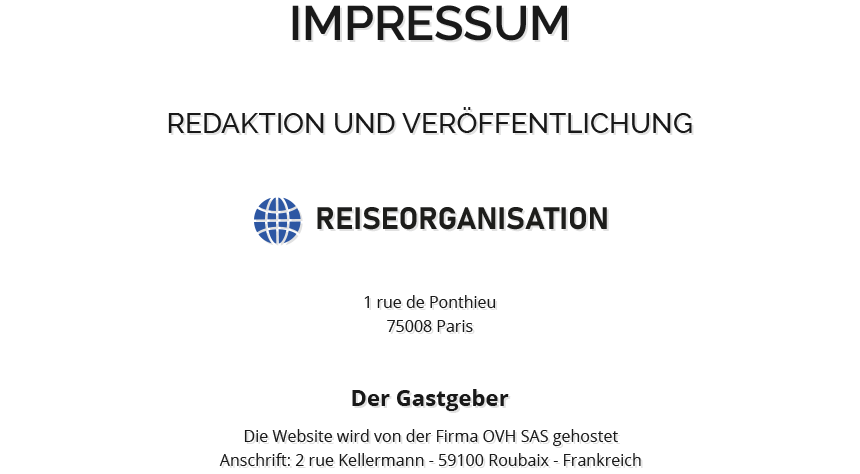 IMPRESSUM
REDAKTION UND VERÖFFENTLICHUNG
REISEORGANISATION
1 rue de Ponthieu
75008 Paris
Der Gastgeber
Die Website wird von der Firma OVH SAS gehostet
Anschrift: 2 rue Kellermann - 59100 Roubaix - Frankreich